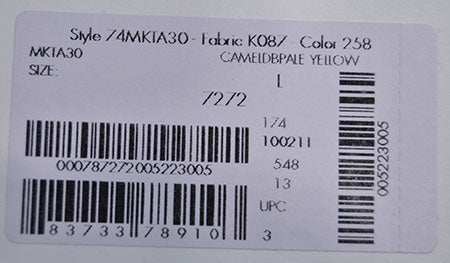 Style 74MKTA30 - Fabric K087 - Color 258
MKTA30 CAMELDBPALE YELLOW
SIZE: L
7272
174
100211
000787272005223005 548
13
UPC
83733 78910 3
005223005